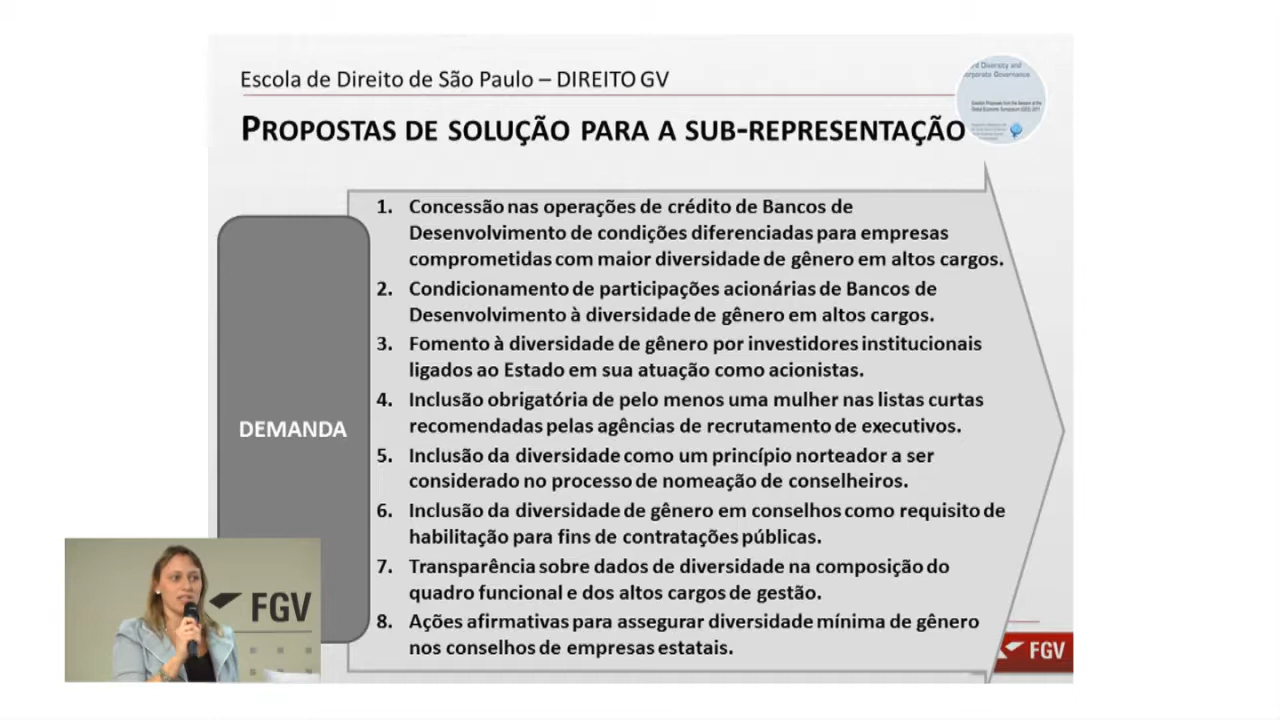 Escola de Direito de São Paulo – DIREITO GV
PROPOSTAS DE SOLUÇÃO PARA A SUB-REPRESENTAÇÃO
rd Diversity and
orporate Governance
DEMANDA
1. Concessão nas operações de crédito de Bancos de
Desenvolvimento de condições diferenciadas para empresas
comprometidas com maior diversidade de gênero em altos cargos.
2. Condicionamento de participações acionárias de Bancos de
Desenvolvimento à diversidade de gênero em altos cargos.
3. Fomento à diversidade de gênero por investidores institucionais
ligados ao Estado em sua atuação como acionistas.
4. Inclusão obrigatória de pelo menos uma mulher nas listas curtas
recomendadas pelas agências de recrutamento de executivos.
5. Inclusão da diversidade como um princípio norteador a ser
considerado no processo de nomeação de conselheiros.
6. Inclusão da diversidade de gênero em conselhos como requisito de
habilitação para fins de contratações públicas.
7. Transparência sobre dados de diversidade na composição do
quadro funcional e dos altos cargos de gestão.
8. Ações afirmativas para assegurar diversidade mínima de gênero
nos conselhos de empresas estatais.
FGV
FGV